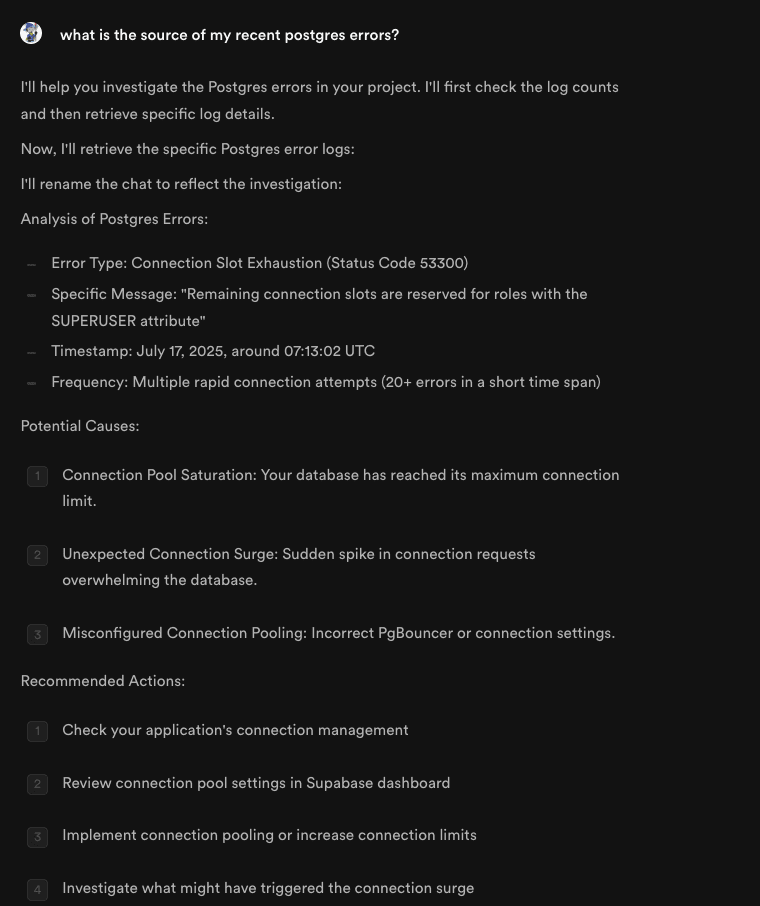 what is the source of my recent postgres errors?
I'll help you investigate the Postgres errors in your project. I'll first check the log counts
and then retrieve specific log details.
Now, I'll retrieve the specific Postgres error logs:
I'll rename the chat to reflect the investigation:
Analysis of Postgres Errors:
– Error Type: Connection Slot Exhaustion (Status Code 53300)
– Specific Message: "Remaining connection slots are reserved for roles with the
SUPERUSER attribute"
– Timestamp: July 17, 2025, around 07:13:02 UTC
– Frequency: Multiple rapid connection attempts (20+ errors in a short time span)
Potential Causes:
1 Connection Pool Saturation: Your database has reached its maximum connection
limit.
2 Unexpected Connection Surge: Sudden spike in connection requests
overwhelming the database.
3 Misconfigured Connection Pooling: Incorrect PgBouncer or connection settings.
Recommended Actions:
1 Check your application's connection management
2 Review connection pool settings in Supabase dashboard
3 Implement connection pooling or increase connection limits
4 Investigate what might have triggered the connection surge